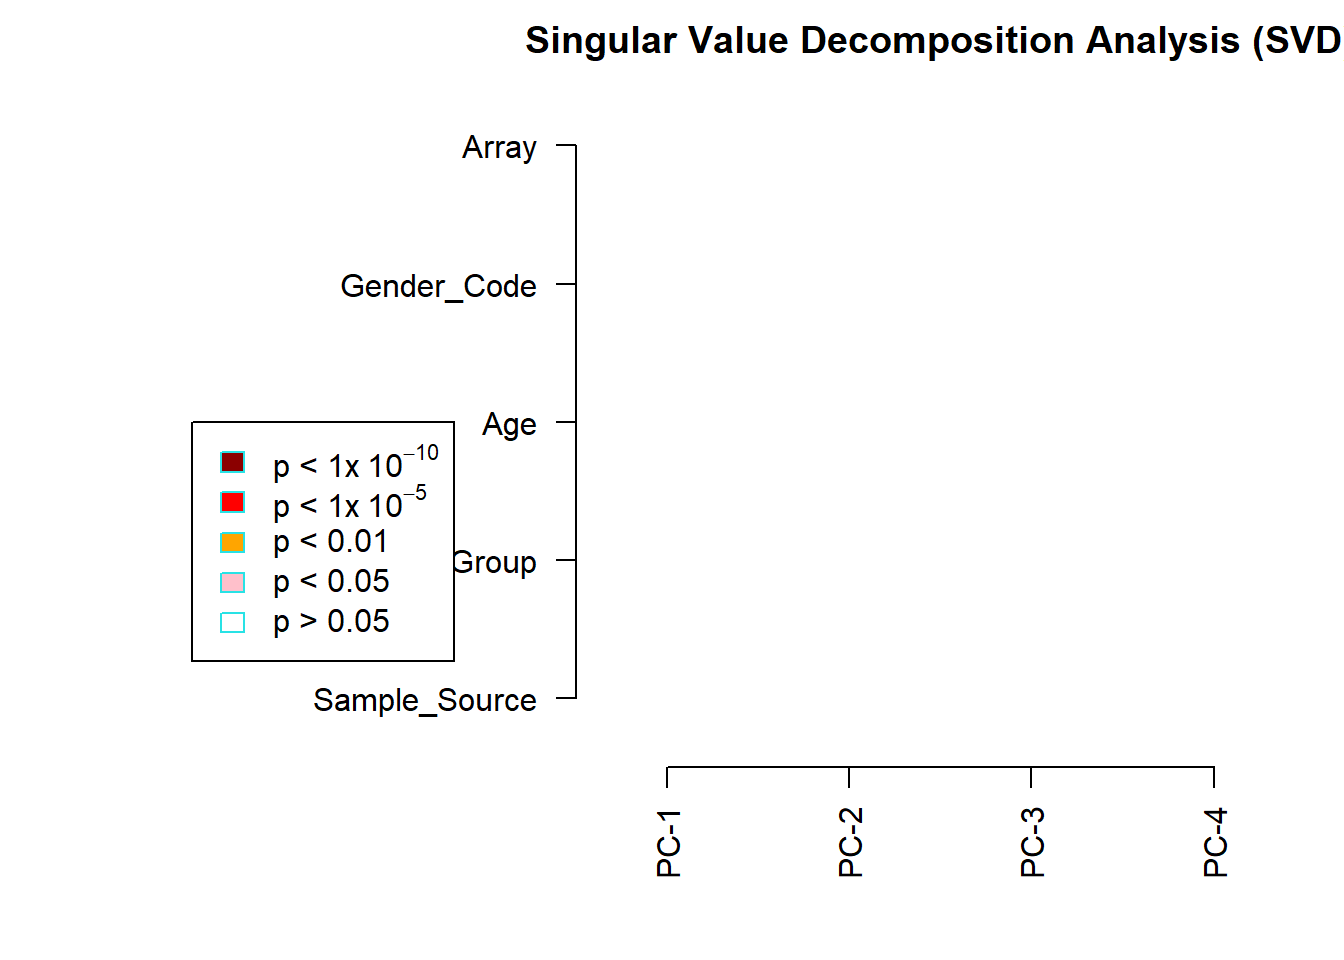 Singular Value Decomposition Analysis (SVD
Array
Gender_Code
Age
Group
Sample_Source
p < 1x 10⁻¹⁰
p < 1x 10⁻⁵
p < 0.01
p < 0.05
p > 0.05
PC-1
PC-2
PC-3
PC-4